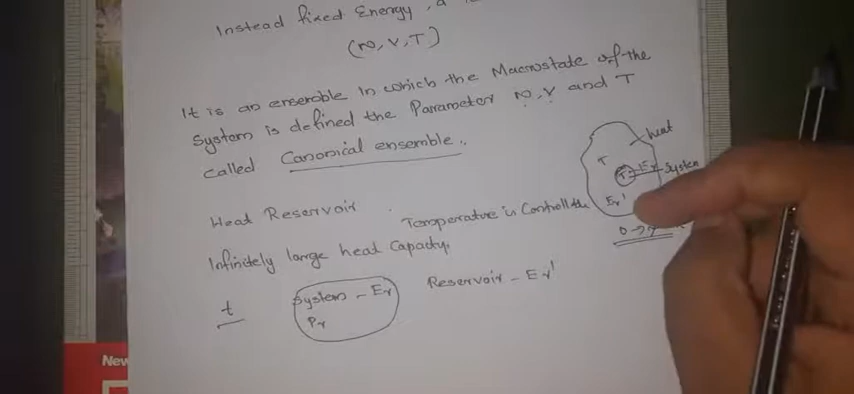 Instead fixed Energy, a
(N, V, T)
It is an ensemble in which the Macrostate of the
System is defined the Parameter N, V and T
called Canonical ensemble.
heat
T
T Er System
Er'
Heat Reservoir
Temperature is Controll the
Infinitely large heat Capacity,
t
System - Er
Pr
Reservoir - Er'
New